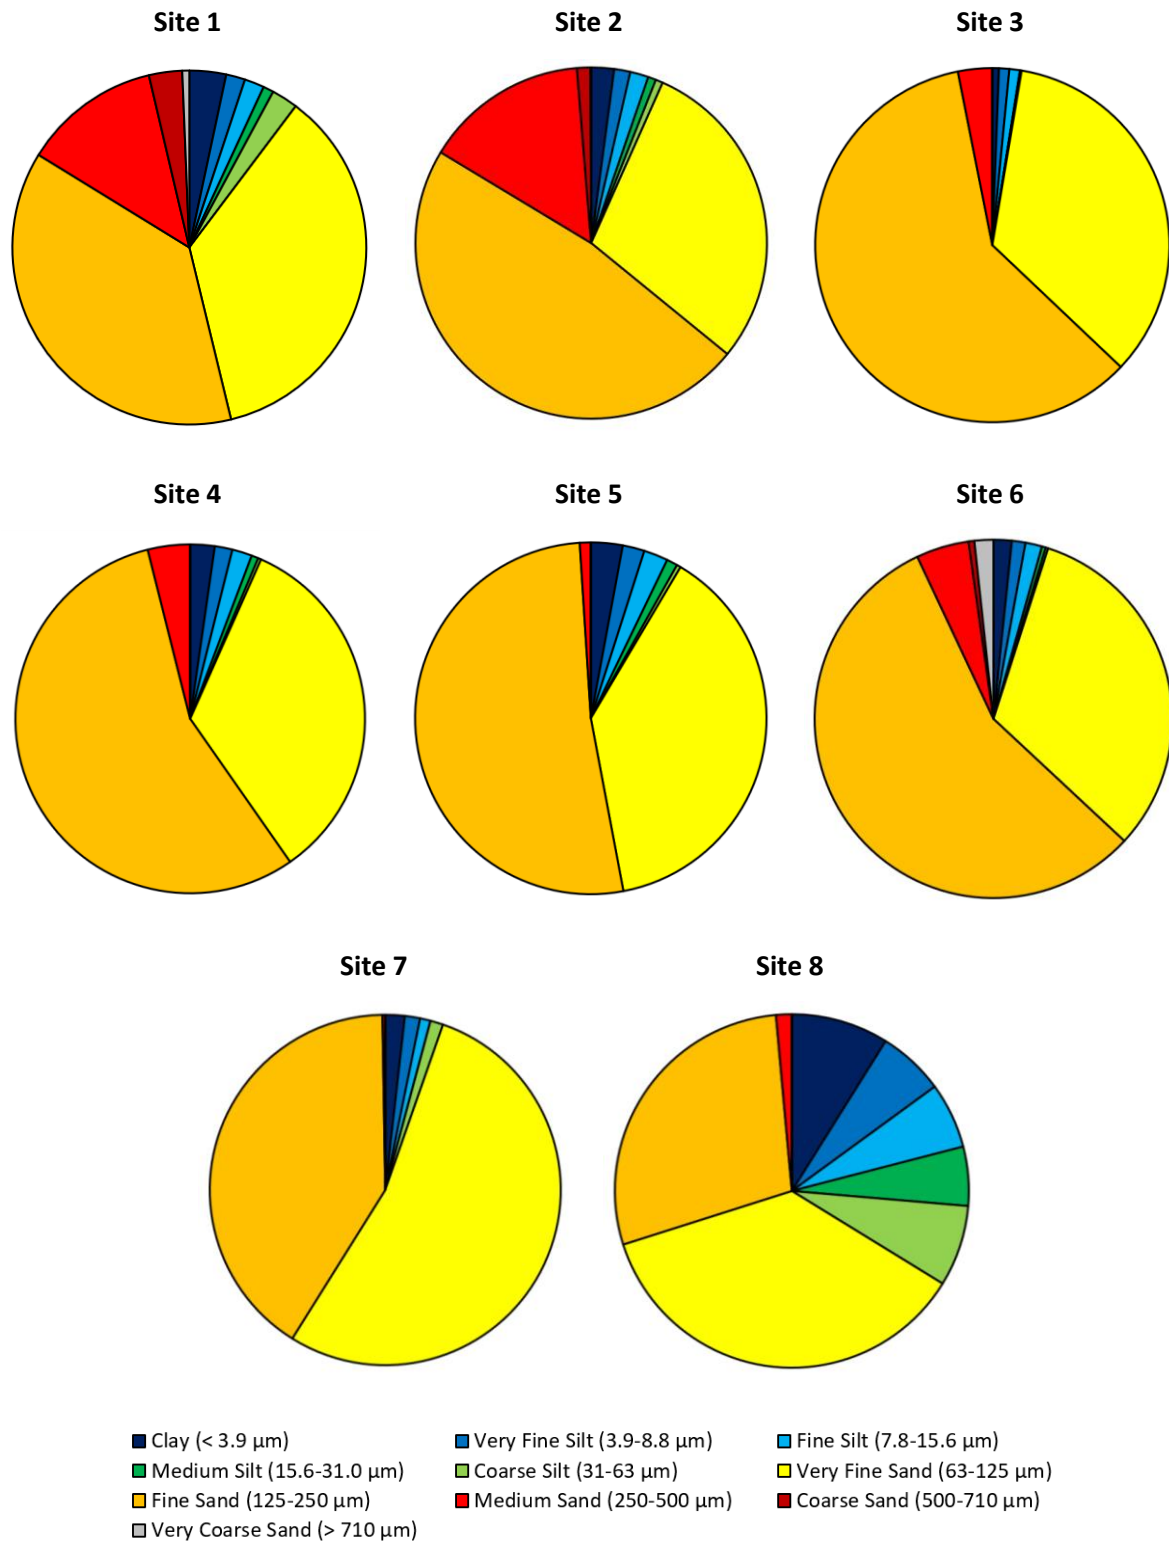 Site 1
Site 2
Site 3
Site 4
Site 5
Site 6
Site 7
Site 8
Clay (< 3.9 µm)
Very Fine Silt (3.9-8.8 µm)
Fine Silt (7.8-15.6 µm)
Medium Silt (15.6-31.0 µm)
Coarse Silt (31-63 µm)
Very Fine Sand (63-125 µm)
Fine Sand (125-250 µm)
Medium Sand (250-500 µm)
Coarse Sand (500-710 µm)
Very Coarse Sand (> 710 µm)